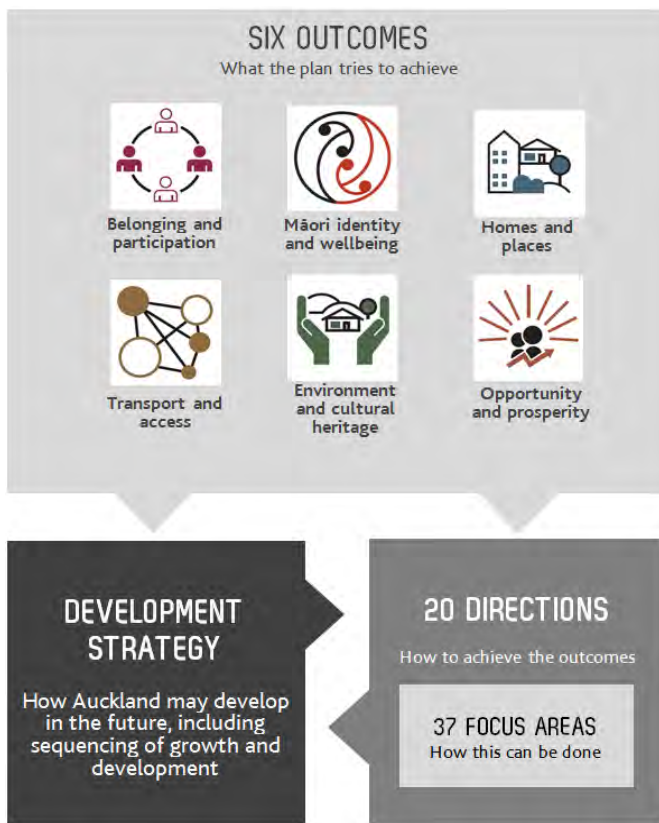 SIX OUTCOMES
What the plan tries to achieve
Belonging and
participation
Māori identity
and wellbeing
Homes and
places
Transport and
access
Environment
and cultural
heritage
Opportunity
and prosperity
DEVELOPMENT
STRATEGY
How Auckland may develop
in the future, including
sequencing of growth and
development
20 DIRECTIONS
How to achieve the outcomes
37 FOCUS AREAS
How this can be done